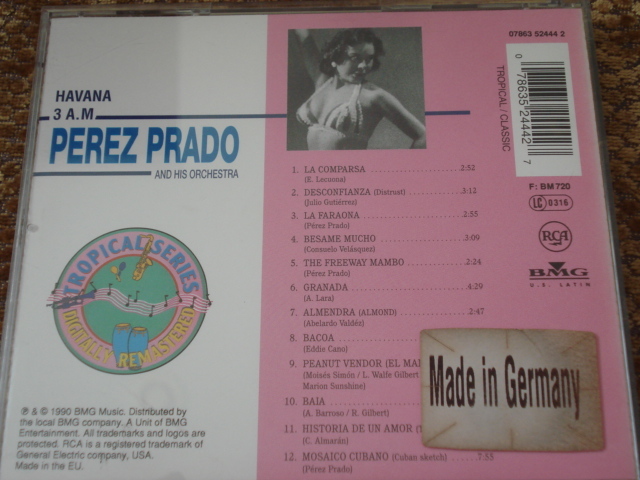 07863 52444 2
0 78635 24442 7
TROPICAL / CLASSIC
F: BM 720
LC 0316
RCA
BMG
U.S. LATIN
HAVANA
3 A.M
PEREZ PRADO
AND HIS ORCHESTRA
TROPICAL SERIES
DIGITALLY REMASTERED
1. LA COMPARSA 2:52
(E. Lecuona)
2. DESCONFIANZA (Distrust) 3:12
(Julio Gutiérrez)
3. LA FARAONA 2:55
(Pérez Prado)
4. BESAME MUCHO 3:09
(Consuelo Velásquez)
5. THE FREEWAY MAMBO 2:24
(Pérez Prado)
6. GRANADA 4:29
(A. Lara)
7. ALMENDRA (ALMOND) 2:47
(Abelardo Valdéz)
8. BACOA
(Eddie Cano)
9. PEANUT VENDOR (EL MAN
(Moisés Simón / L. Walfe Gilbert
Marion Sunshine)
10. BAIA
(A. Barroso / R. Gilbert)
11. HISTORIA DE UN AMOR
(C. Almarán)
12. MOSAICO CUBANO (Cuban sketch) 7:55
(Pérez Prado)
Made in Germany
℗ & © 1990 BMG Music. Distributed by
the local BMG company. A Unit of BMG
Entertainment. All trademarks and logos are
protected. RCA is a registered trademark of
General Electric company, USA.
Made in the EU.